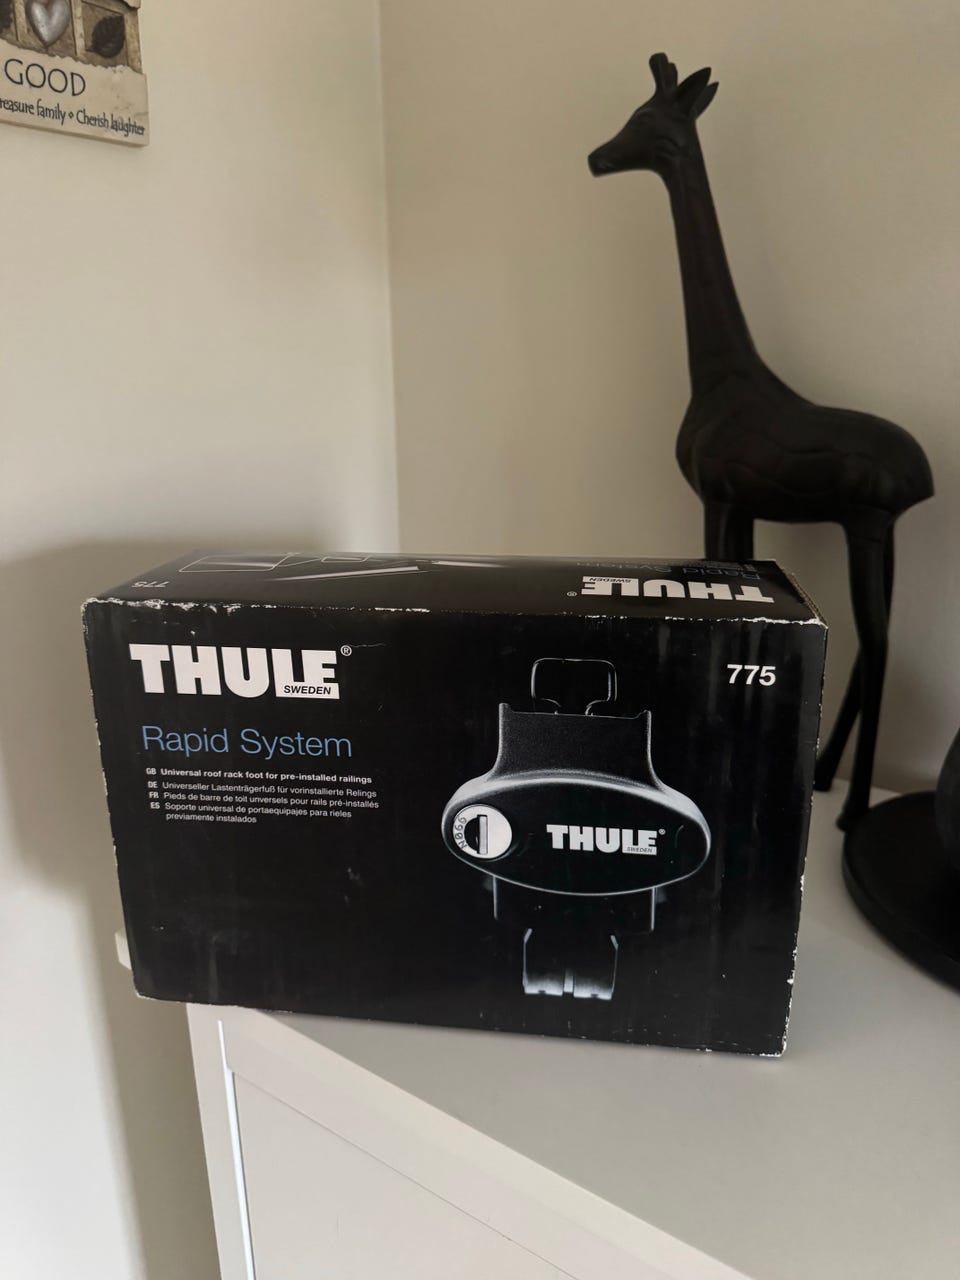 GOOD
reasure family • Cherish laughter
775
Rapid System
THULE®
SWEDEN
THULE®
SWEDEN
775
Rapid System
GB Universal roof rack foot for pre-installed railings
DE Universeller Lastenträgerfuß für vorinstallierte Relings
FR Pieds de barre de toit unversels pour rails pré-installés
ES Soporte universal de portaequipajes para rieles
previamente instalados
N066
THULE®
SWEDEN